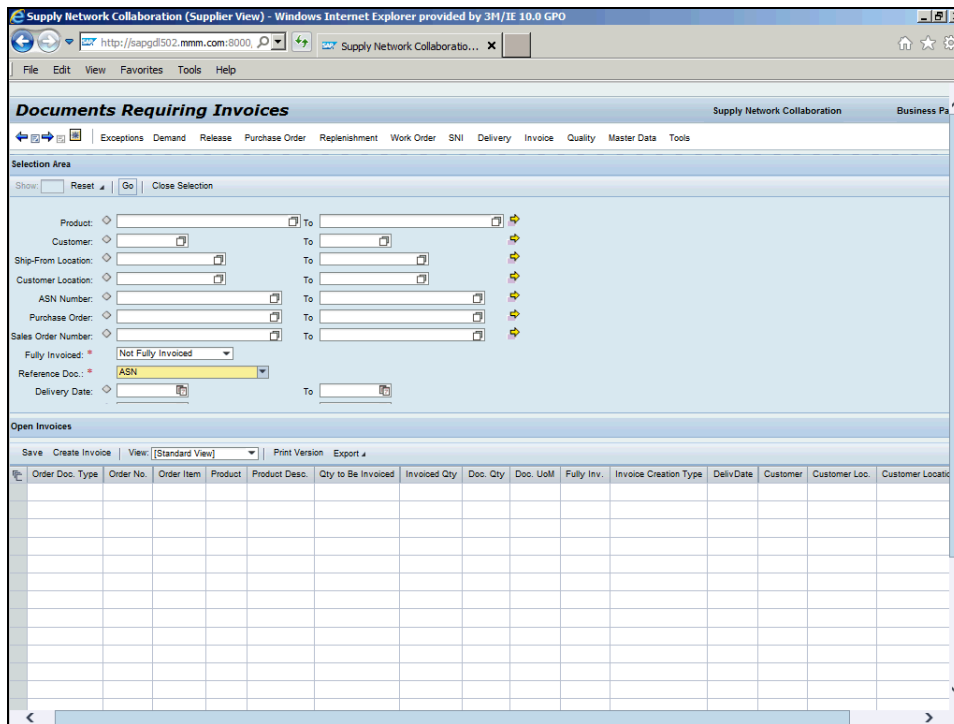 Supply Network Collaboration (Supplier View) - Windows Internet Explorer provided by 3M/IE 10.0 GPO
http://sapgdl502.mmm.com:8000, Supply Network Collaboratio...
File Edit View Favorites Tools Help
Documents Requiring Invoices Supply Network Collaboration Business Pa
Exceptions Demand Release Purchase Order Replenishment Work Order SNI Delivery Invoice Quality Master Data Tools
Selection Area
Show: Reset Go Close Selection
Product: To
Customer: To
Ship-From Location: To
Customer Location: To
ASN Number: To
Purchase Order: To
Sales Order Number: To
Fully Invoiced: * Not Fully Invoiced
Reference Doc.: * ASN
Delivery Date: To
Open Invoices
Save Create Invoice View: [Standard View] Print Version Export
Order Doc. Type Order No. Order Item Product Product Desc. Qty to Be Invoiced Invoiced Qty Doc. Qty Doc. UoM Fully Inv. Invoice Creation Type DelivDate Customer Customer Loc. Customer Locatio